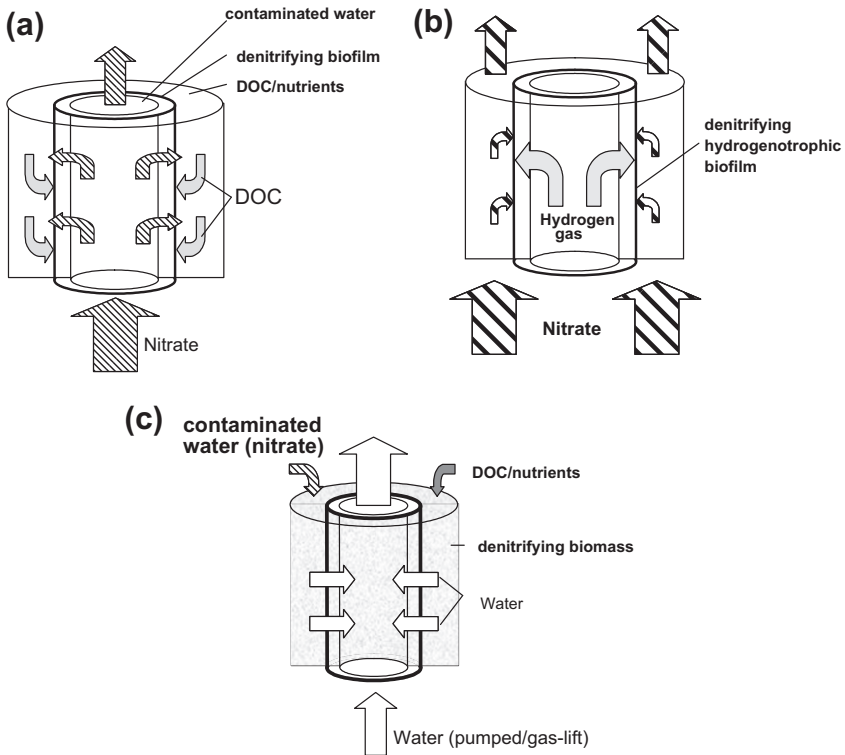 (a)
contaminated water
denitrifying biofilm
DOC/nutrients
DOC
Nitrate
(b)
denitrifying
hydrogenotrophic
biofilm
Hydrogen
gas
Nitrate
(c)
contaminated
water (nitrate)
DOC/nutrients
denitrifying biomass
Water
Water (pumped/gas-lift)